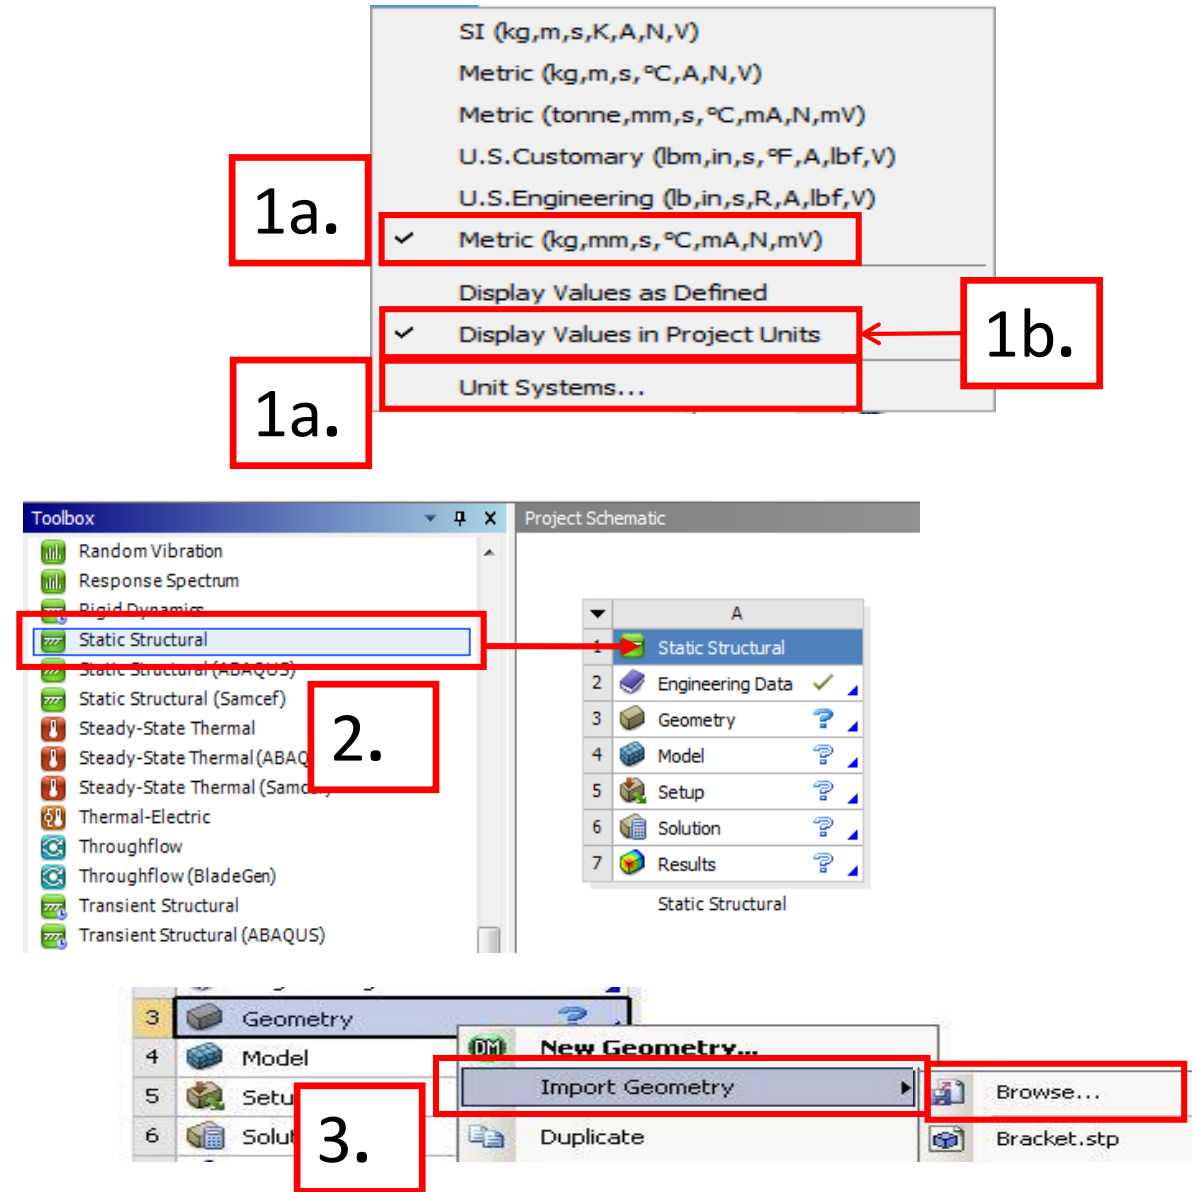 SI (kg,m,s,K,A,N,V)
Metric (kg,m,s,°C,A,N,V)
Metric (tonne,mm,s,°C,mA,N,mV)
U.S.Customary (lbm,in,s,°F,A,lbf,V)
U.S.Engineering (lb,in,s,R,A,lbf,V)
1a.
✓ Metric (kg,mm,s,°C,mA,N,mV)
Display Values as Defined
✓ Display Values in Project Units
1b.
Unit Systems...
1a.
Toolbox
Random Vibration
Response Spectrum
Rigid Dynamics
Static Structural
Static Structural (ABAQUS)
Static Structural (Samcef)
Steady-State Thermal
Steady-State Thermal (ABAQ
Steady-State Thermal (Samcef)
Thermal-Electric
Throughflow
Throughflow (BladeGen)
Transient Structural
Transient Structural (ABAQUS)
2.
Project Schematic
A
1 Static Structural
2 Engineering Data
3 Geometry
4 Model
5 Setup
6 Solution
7 Results
Static Structural
3 Geometry
4 Model
5 Setu
6 Solut
3.
DM New Geometry...
Import Geometry
Duplicate
Browse...
Bracket.stp